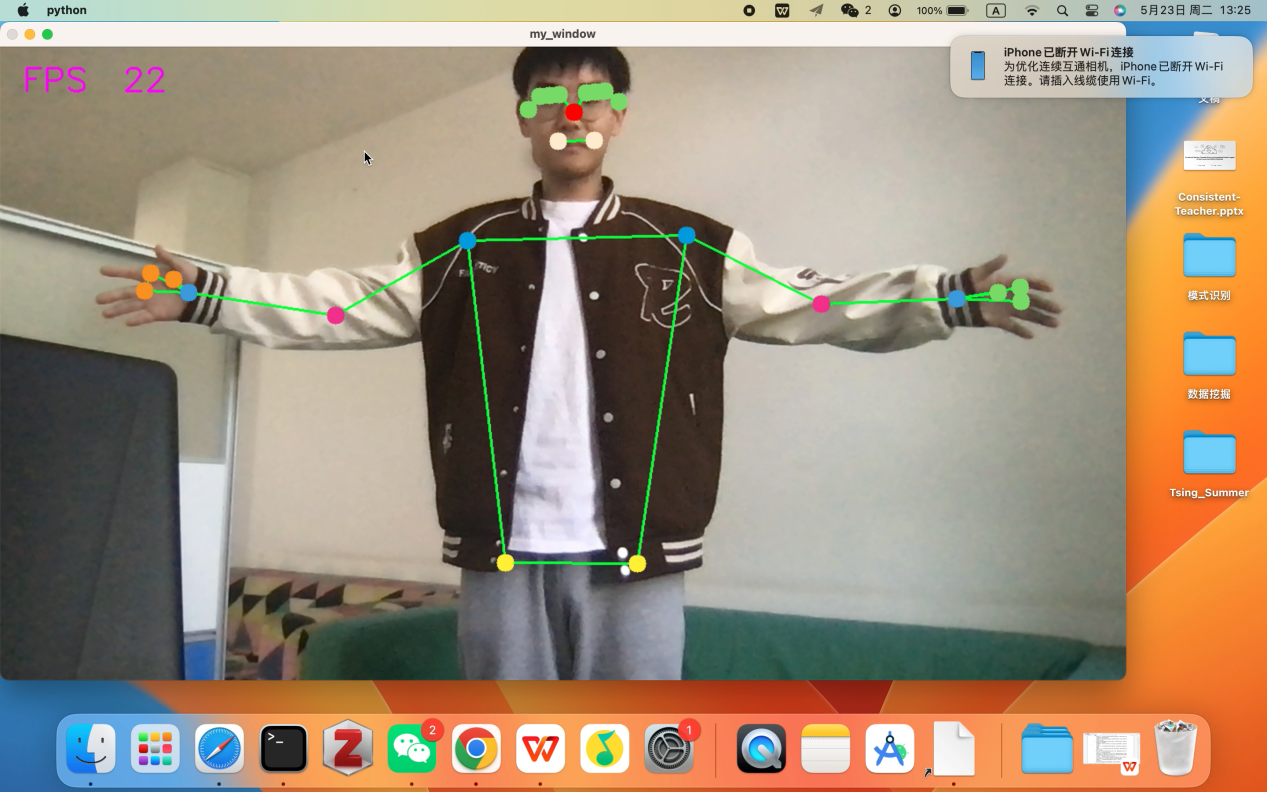 python
2
100%
A
5月23日 周二 13:25
my_window
iPhone已断开Wi-Fi连接
为优化连续互通相机，iPhone已断开Wi-Fi
连接。请插入线缆使用Wi-Fi。
FPS 22
文稿
Consistent-
Teacher.pptx
模式识别
数据挖掘
Tsing_Summer
>_
Z
2
1